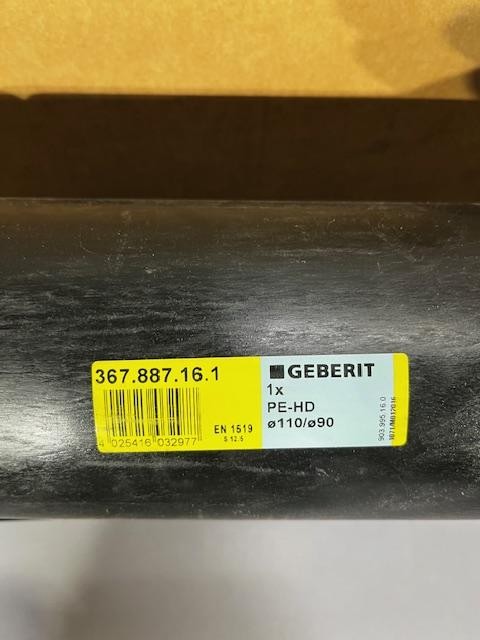 367.887.16.1
4 025416 032977
EN 1519
S 12.5
GEBERIT
1x
PE-HD
ø110/ø90
903.995.16.0